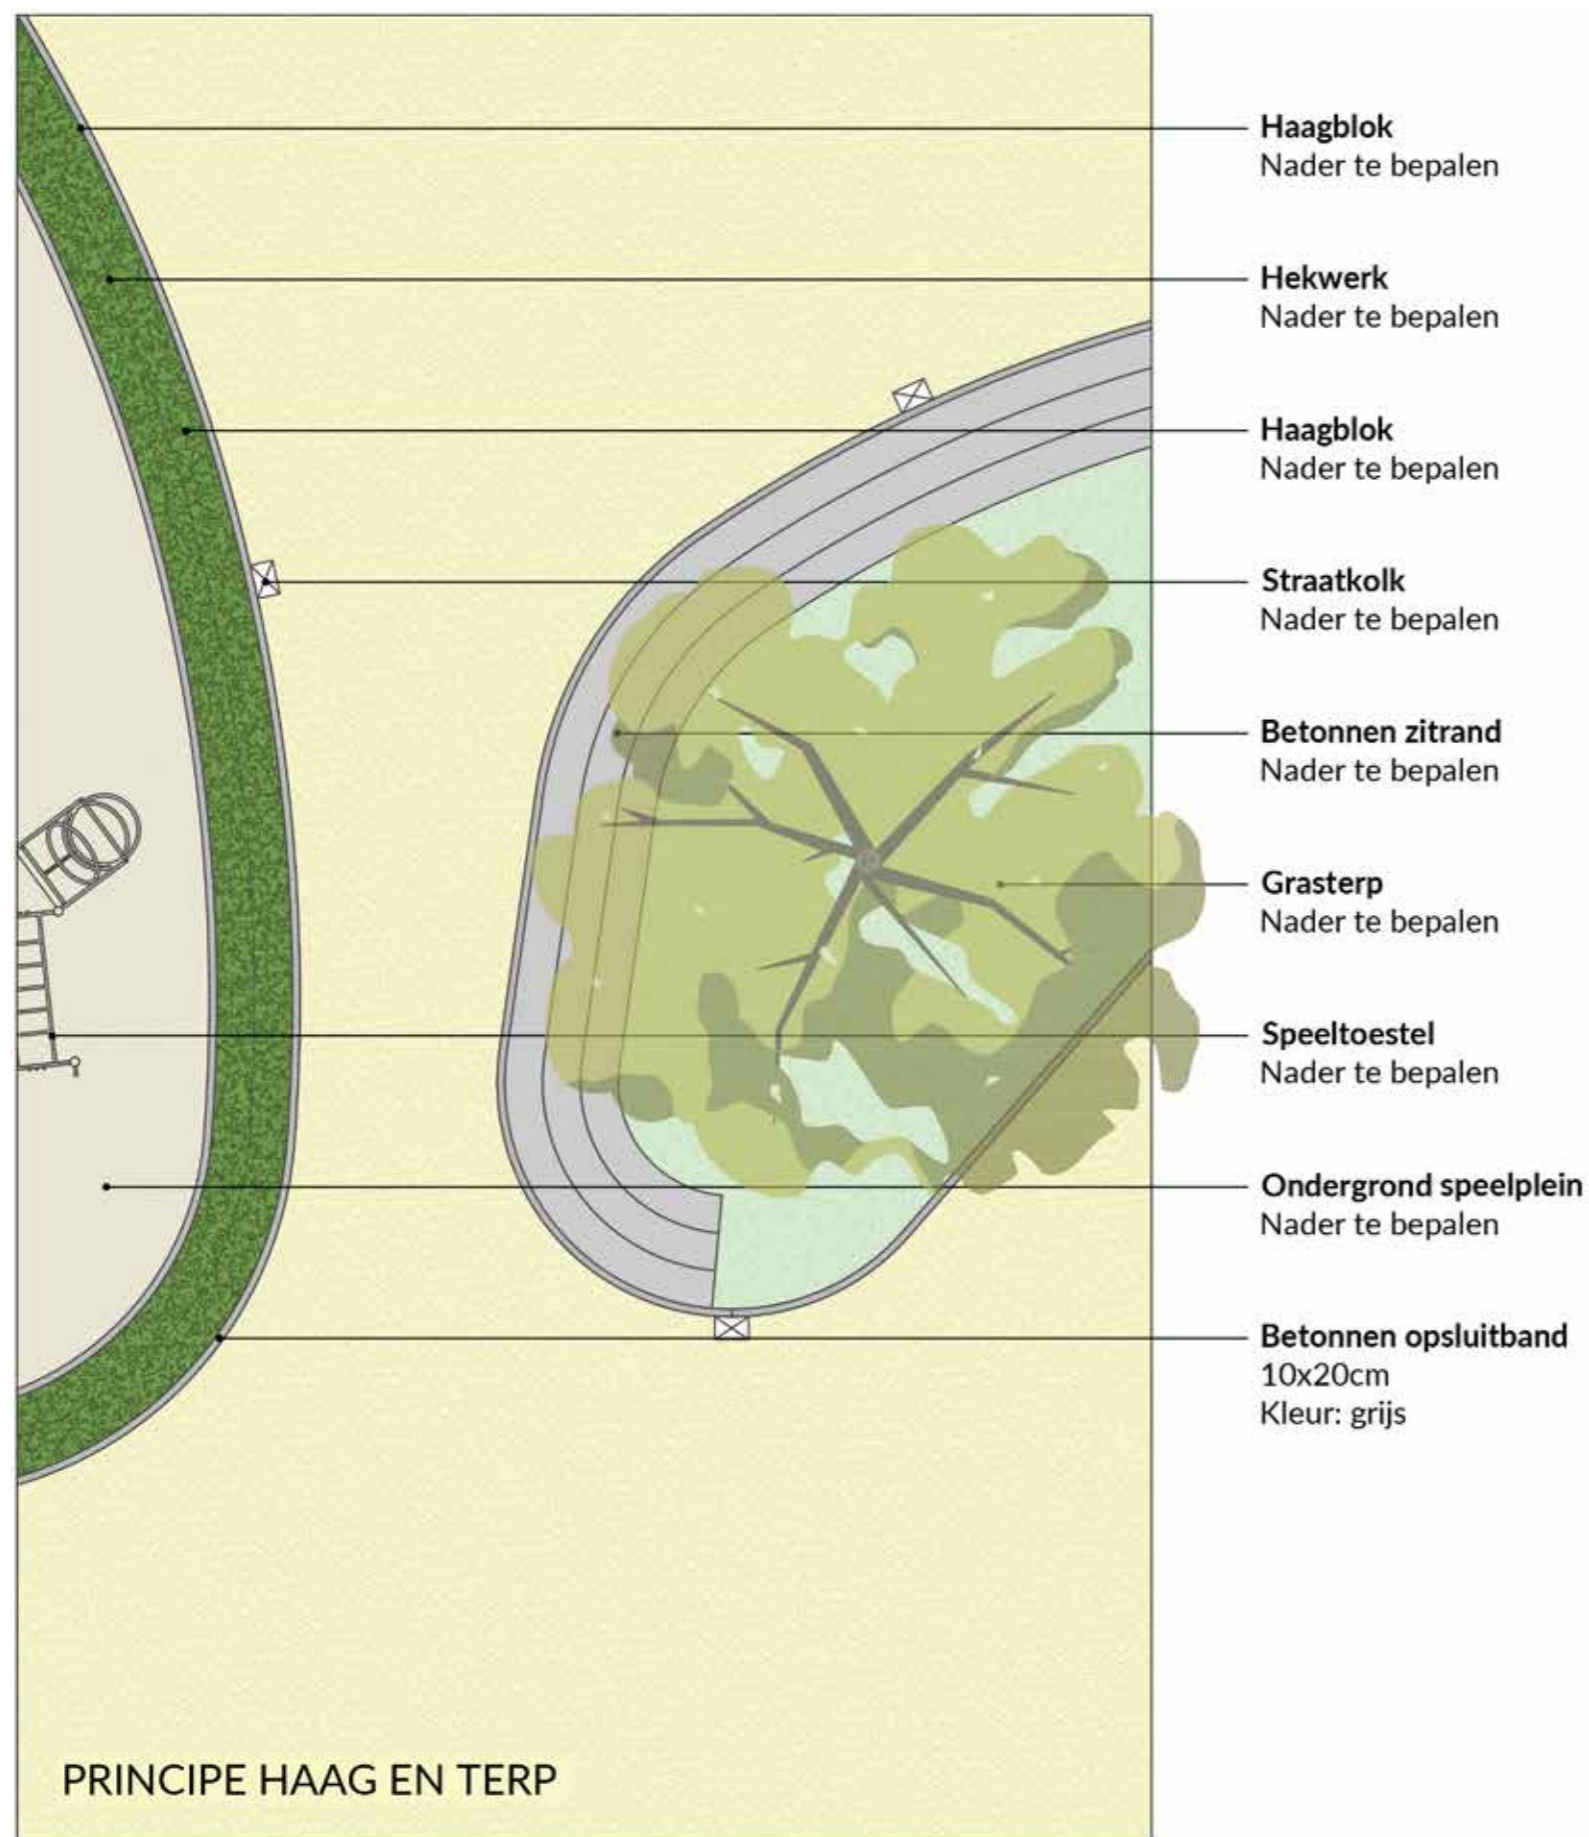 Haagblok
Nader te bepalen
Hekwerk
Nader te bepalen
Haagblok
Nader te bepalen
Straatkolk
Nader te bepalen
Betonnen zitrand
Nader te bepalen
Grasterp
Nader te bepalen
Speeltoestel
Nader te bepalen
Ondergrond speelplein
Nader te bepalen
Betonnen opsluitband
10x20cm
Kleur: grijs
PRINCIPE HAAG EN TERP